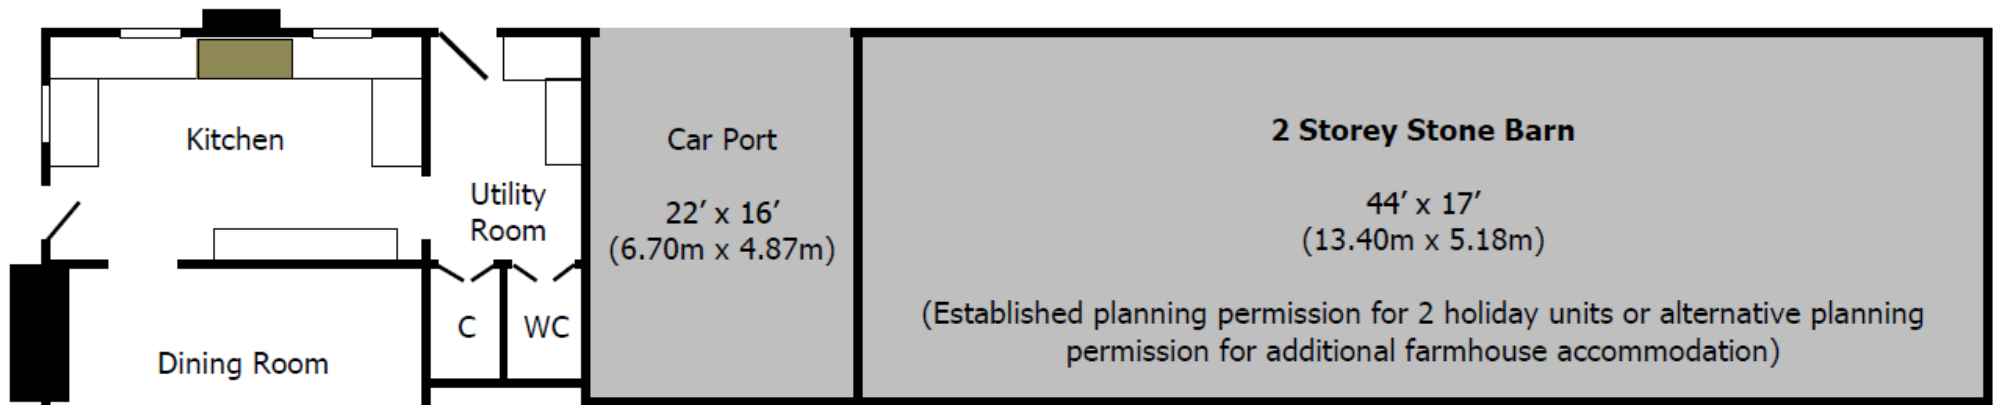 Kitchen
Utility
Room
C
WC
Dining Room
Car Port
22’ x 16’
(6.70m x 4.87m)
2 Storey Stone Barn
44’ x 17’
(13.40m x 5.18m)
(Established planning permission for 2 holiday units or alternative planning
permission for additional farmhouse accommodation)